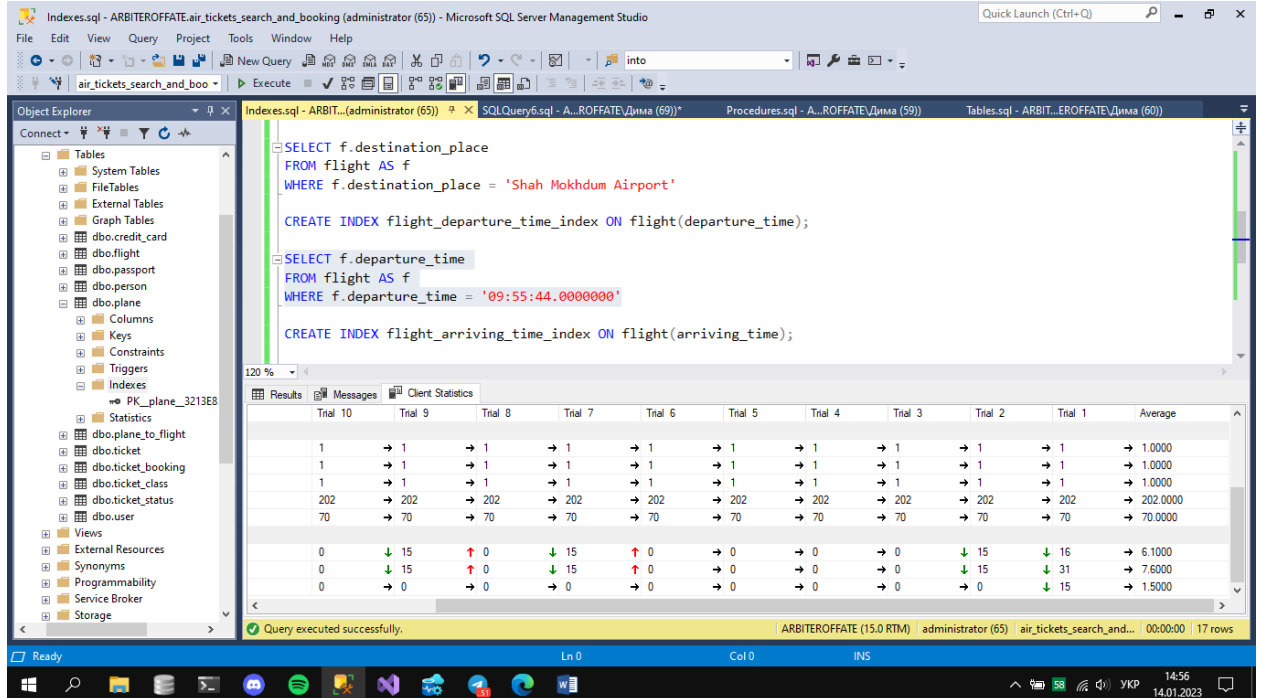 Indexes.sql - ARBITEROFFATE.air_tickets_search_and_booking (administrator (65)) - Microsoft SQL Server Management Studio
Quick Launch (Ctrl+Q)
File Edit View Query Project Tools Window Help
New Query
into
air_tickets_search_and_boo
Execute
Object Explorer
Connect
Tables
System Tables
FileTables
External Tables
Graph Tables
dbo.credit_card
dbo.flight
dbo.passport
dbo.person
dbo.plane
Columns
Keys
Constraints
Triggers
Indexes
PK__plane__3213E8
Statistics
dbo.plane_to_flight
dbo.ticket
dbo.ticket_booking
dbo.ticket_class
dbo.ticket_status
dbo.user
Views
External Resources
Synonyms
Programmability
Service Broker
Storage
Indexes.sql - ARBIT...(administrator (65)) SQLQuery6.sql - A...ROFFATE\Дима (69))* Procedures.sql - A...ROFFATE\Дима (59)) Tables.sql - ARBIT...EROFFATE\Дима (60))
SELECT f.destination_place
FROM flight AS f
WHERE f.destination_place = 'Shah Mokhdum Airport'
CREATE INDEX flight_departure_time_index ON flight(departure_time);
SELECT f.departure_time
FROM flight AS f
WHERE f.departure_time = '09:55:44.0000000'
CREATE INDEX flight_arriving_time_index ON flight(arriving_time);
120 %
Results Messages Client Statistics
Trial 10 Trial 9 Trial 8 Trial 7 Trial 6 Trial 5 Trial 4 Trial 3 Trial 2 Trial 1 Average
1 → 1 → 1 → 1 → 1 → 1 → 1 → 1 → 1 → 1 → 1.0000
1 → 1 → 1 → 1 → 1 → 1 → 1 → 1 → 1 → 1 → 1.0000
1 → 1 → 1 → 1 → 1 → 1 → 1 → 1 → 1 → 1 → 1.0000
202 → 202 → 202 → 202 → 202 → 202 → 202 → 202 → 202 → 202 → 202.0000
70 → 70 → 70 → 70 → 70 → 70 → 70 → 70 → 70 → 70 → 70.0000
0 ↓ 15 ↑ 0 ↓ 15 ↑ 0 → 0 → 0 → 0 ↓ 15 ↓ 16 → 6.1000
0 ↓ 15 ↑ 0 ↓ 15 ↑ 0 → 0 → 0 → 0 ↓ 15 ↓ 31 → 7.6000
0 → 0 → 0 → 0 → 0 → 0 → 0 → 0 → 0 ↓ 15 → 1.5000
Query executed successfully. ARBITEROFFATE (15.0 RTM) administrator (65) air_tickets_search_and... 00:00:00 17 rows
Ready Ln 0 Col 0 INS
58 УКР 14:56
14.01.2023